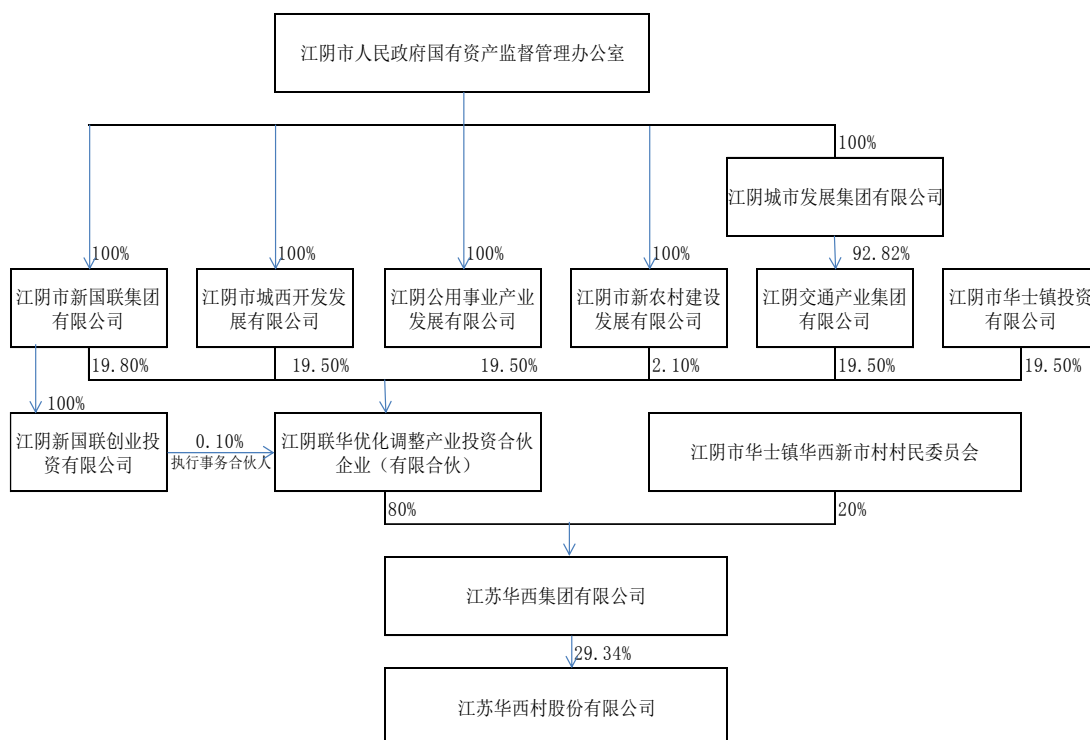 江阴市人民政府国有资产监督管理办公室
100%
江阴城市发展集团有限公司
100%
100%
100%
100%
92.82%
江阴市新国联集团
有限公司
江阴市城西开发发
展有限公司
江阴公用事业产业
发展有限公司
江阴市新农村建设
发展有限公司
江阴交通产业集团
有限公司
江阴市华士镇投资
有限公司
19.80%
19.50%
19.50%
2.10%
19.50%
19.50%
100%
江阴新国联创业投
资有限公司
0.10%
执行事务合伙人
江阴联华优化调整产业投资合伙
企业（有限合伙）
江阴市华士镇华西新市村村民委员会
80%
20%
江苏华西集团有限公司
29.34%
江苏华西村股份有限公司